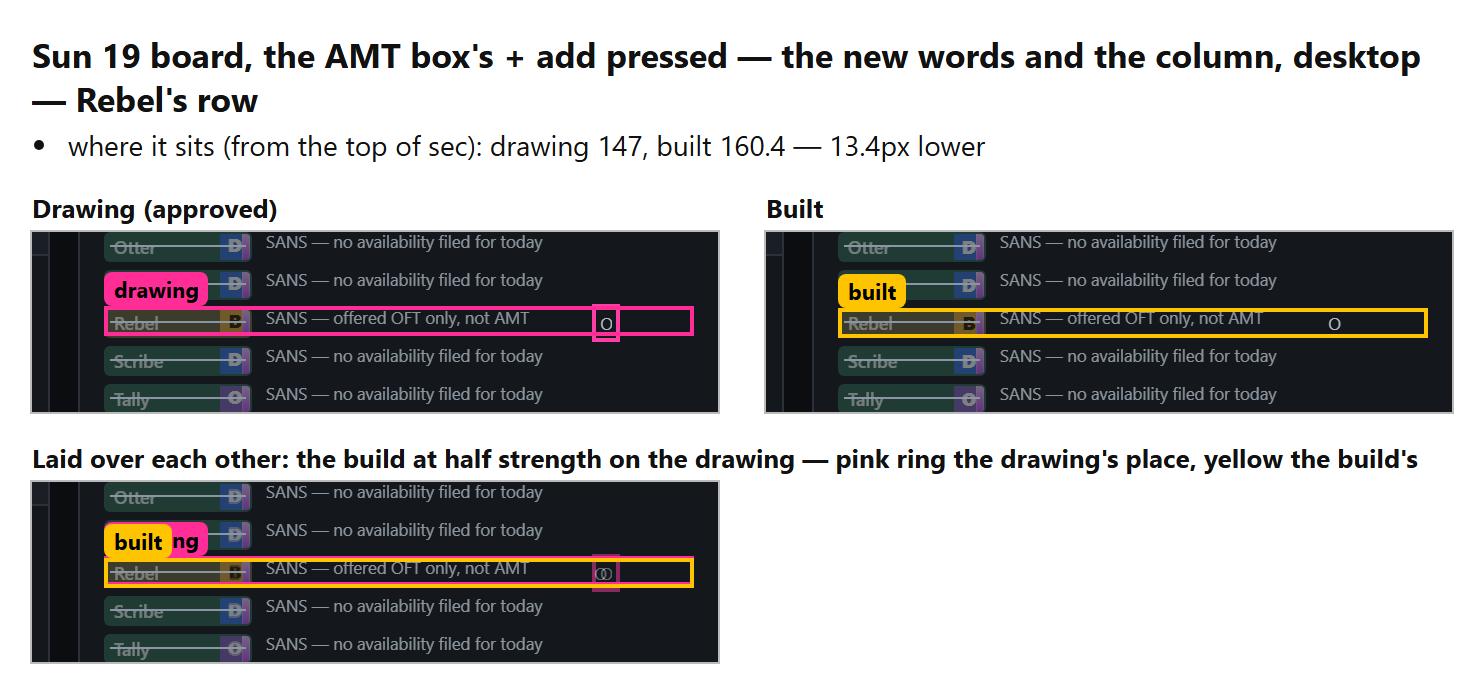 Sun 19 board, the AMT box's + add pressed — the new words and the column, desktop
— Rebel's row
• where it sits (from the top of sec): drawing 147, built 160.4 — 13.4px lower
Drawing (approved)
Built
Otter D SANS — no availability filed for today
drawing D SANS — no availability filed for today
Rebel B SANS — offered OFT only, not AMT O
Scribe D SANS — no availability filed for today
Tally O SANS — no availability filed for today
Otter D SANS — no availability filed for today
built D SANS — no availability filed for today
Rebel B SANS — offered OFT only, not AMT O
Scribe D SANS — no availability filed for today
Tally O SANS — no availability filed for today
Laid over each other: the build at half strength on the drawing — pink ring the drawing's place, yellow the build's
Otter D SANS — no availability filed for today
built ng D SANS — no availability filed for today
Rebel B SANS — offered OFT only, not AMT OO
Scribe D SANS — no availability filed for today
Tally O SANS — no availability filed for today